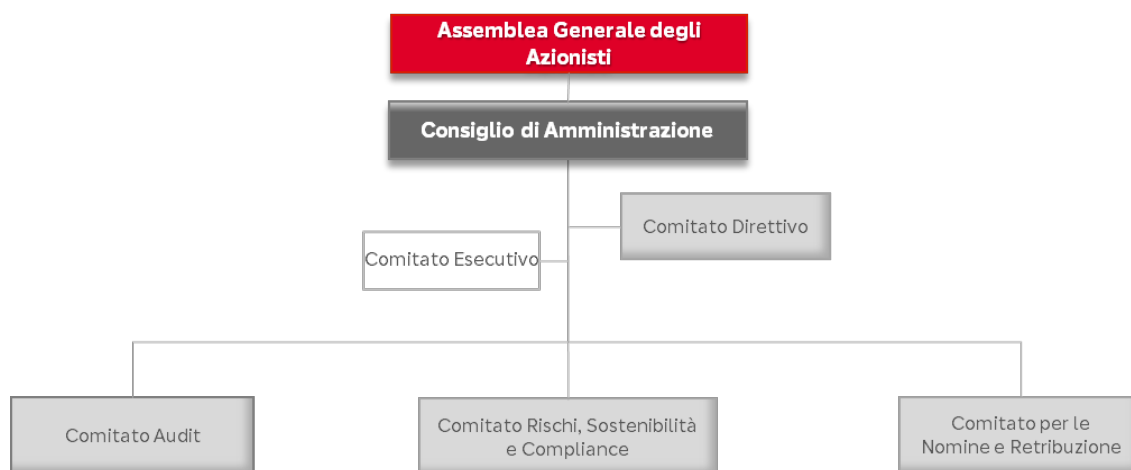 Assemblea Generale degli
Azionisti
Consiglio di Amministrazione
Comitato Direttivo
Comitato Esecutivo
Comitato Audit
Comitato Rischi, Sostenibilità
e Compliance
Comitato per le
Nomine e Retribuzione